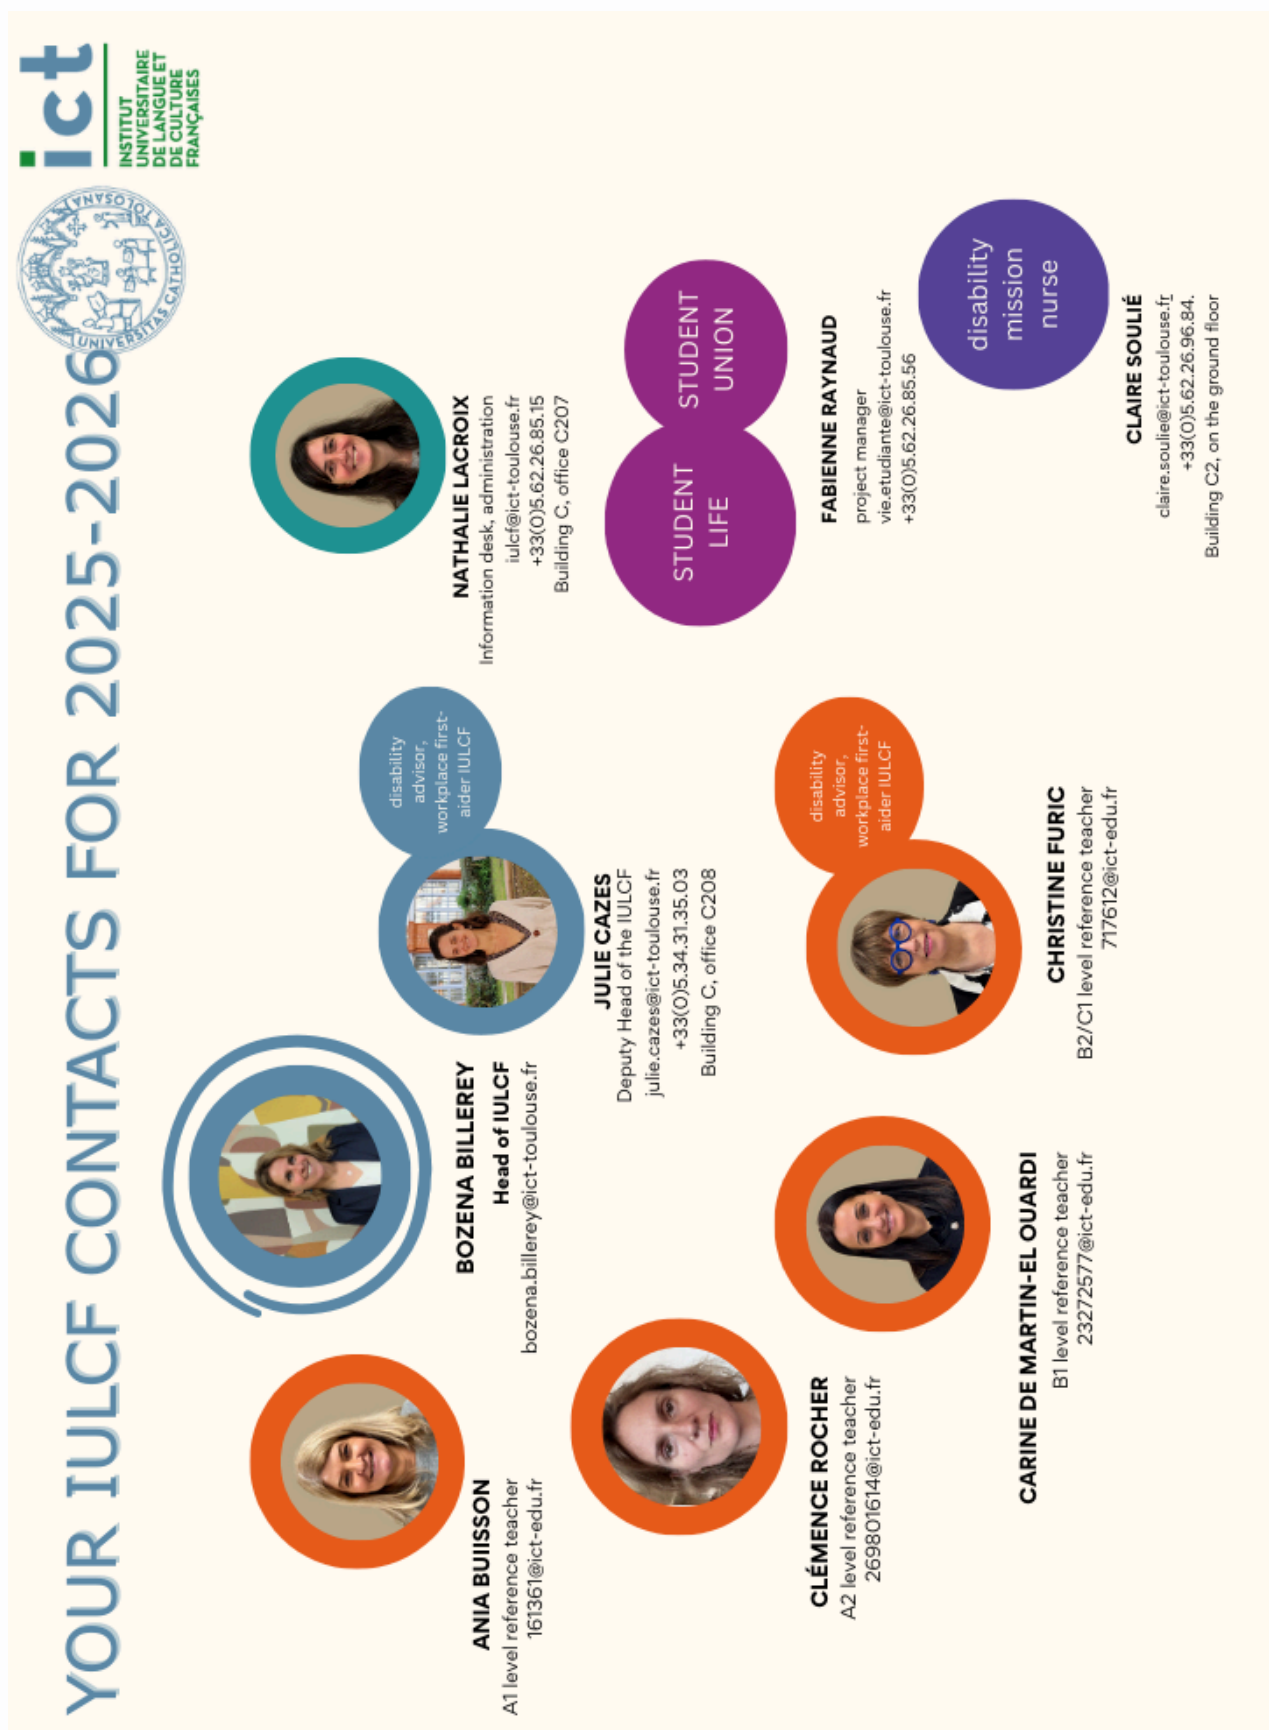 YOUR IULCF CONTACTS FOR 2025-2026
UNIVERSITAS CATHOLICA TOLOSANA
ict
INSTITUT
UNIVERSITAIRE
DE LANGUE ET
DE CULTURE
FRANÇAISES
ANIA BUIISSON
A1 level reference teacher
161361@ict-edu.fr
BOZENA BILLEREY
Head of IULCF
bozena.billerey@ict-toulouse.fr
disability
advisor,
workplace first-
aider IULCF
JULIE CAZES
Deputy Head of the IULCF
julie.cazes@ict-toulouse.fr
+33(0)5.34.31.35.03
Building C, office C208
NATHALIE LACROIX
Information desk, administration
iulcf@ict-toulouse.fr
+33(0)5.62.26.85.15
Building C, office C207
CLÉMENCE ROCHER
A2 level reference teacher
269801614@ict-edu.fr
CARINE DE MARTIN-EL OUARDI
B1 level reference teacher
23272577@ict-edu.fr
disability
advisor,
workplace first-
aider IULCF
CHRISTINE FURIC
B2/C1 level reference teacher
717612@ict-edu.fr
STUDENT
LIFE
STUDENT
UNION
FABIENNE RAYNAUD
project manager
vie.etudiante@ict-toulouse.fr
+33(0)5.62.26.85.56
disability
mission
nurse
CLAIRE SOULIÉ
claire.soulie@ict-toulouse.fr
+33(0)5.62.26.96.84.
Building C2, on the ground floor